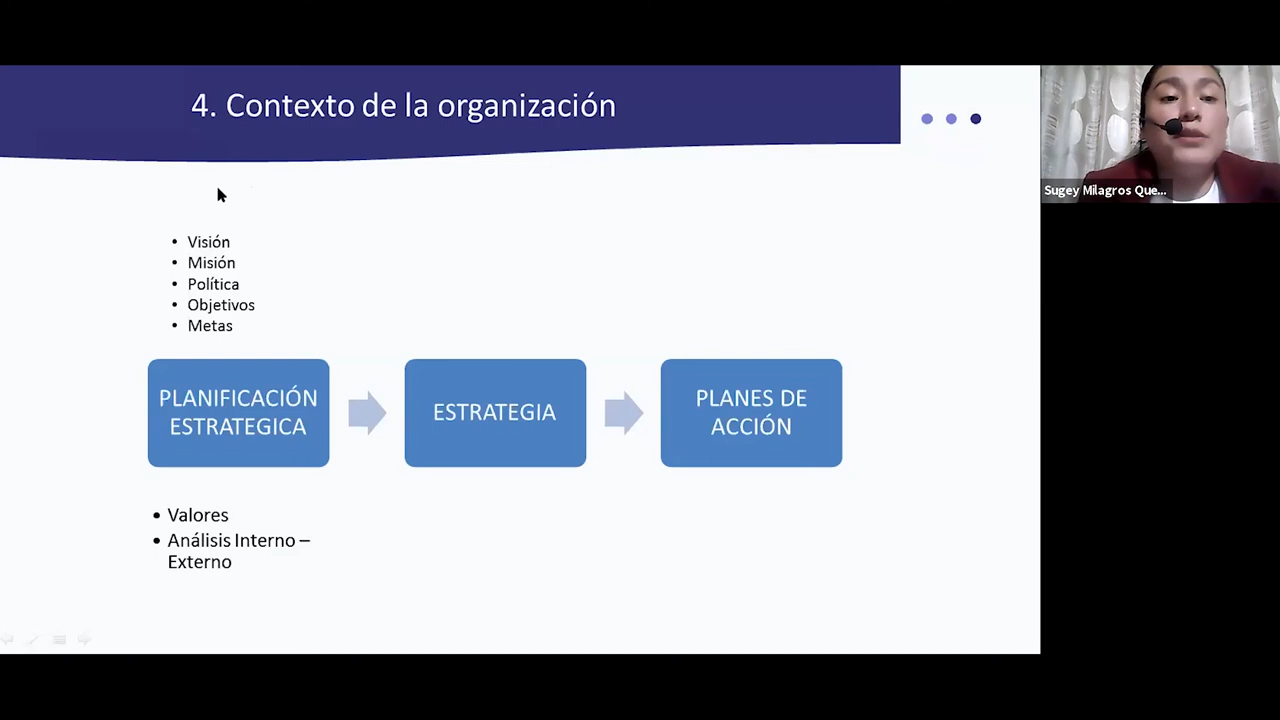 4. Contexto de la organización
Sugey Milagros Que...
• Visión
• Misión
• Política
• Objetivos
• Metas
PLANIFICACIÓN
ESTRATEGICA
ESTRATEGIA
PLANES DE
ACCIÓN
• Valores
• Análisis Interno –
Externo